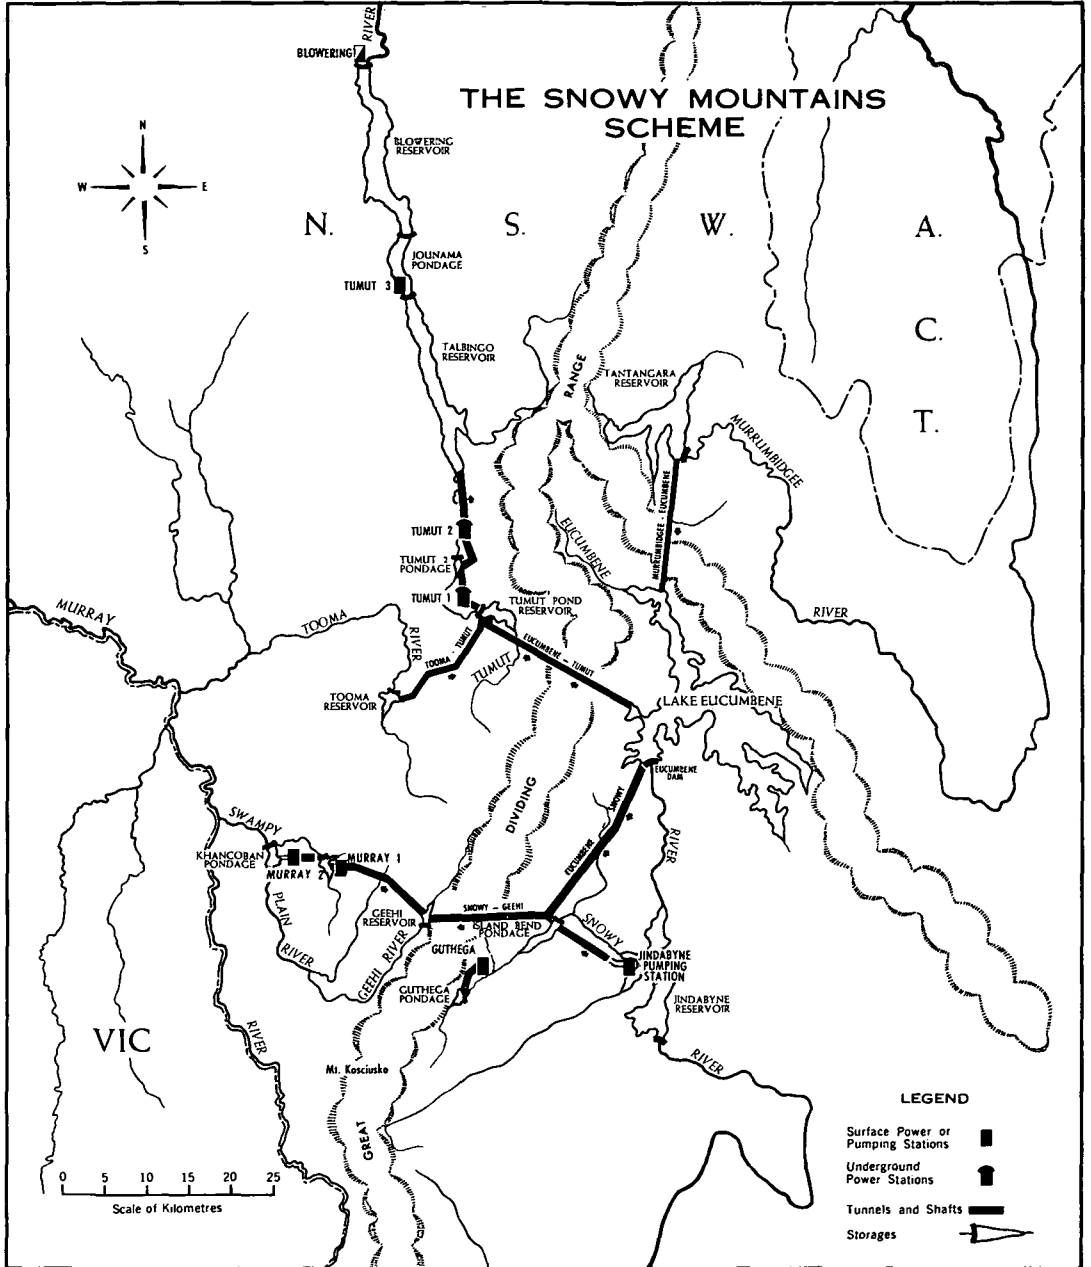 RIVER
BLOWERING
THE SNOWY MOUNTAINS
SCHEME
N
W
E
S
BLOWERING
RESERVOIR
N.
S.
W.
A.
C.
T.
JOUNAMA
PONDAGE
TUMUT 3
TALBINGO
RESERVOIR
RANGE
TANTANGARA
RESERVOIR
MURRUMBIDGEE
MURRUMBIDGEE - EUCUMBENE
EUCUMBENE
TUMUT 2
TUMUT 2
PONDAGE
TUMUT 1
TUMUT POND
RESERVOIR
MURRAY
TOOMA
RIVER
RIVER
TOOMA - TUMUT
TUMUT
EUCUMBENE - TUMUT
TOOMA
RESERVOIR
LAKE EUCUMBENE
EUCUMBENE
DAM
DIVIDING
EUCUMBENE
SNOWY
RIVER
SWAMPY
KHANCOBAN
PONDAGE
MURRAY 1
MURRAY 2
PLAIN
RIVER
GEEHI
RESERVOIR
GEEHI RIVER
SNOWY - GEEHI
ISLAND BEND
PONDAGE
SNOWY
GUTHEGA
GUTHEGA
PONDAGE
JINDABYNE
PUMPING
STATION
JINDABYNE
RESERVOIR
RIVER
VIC
RIVER
Mt. Kosciusko
GREAT
LEGEND
Surface Power or
Pumping Stations
Underground
Power Stations
Tunnels and Shafts
Storages
0 5 10 15 20 25
Scale of Kilometres